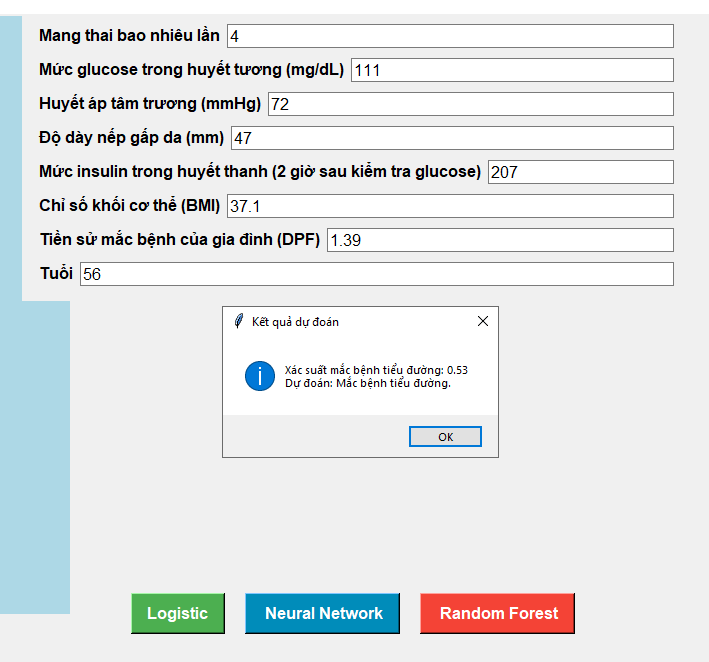 Mang thai bao nhiêu lần 4
Mức glucose trong huyết tương (mg/dL) 111
Huyết áp tâm trương (mmHg) 72
Độ dày nếp gấp da (mm) 47
Mức insulin trong huyết thanh (2 giờ sau kiểm tra glucose) 207
Chỉ số khối cơ thể (BMI) 37.1
Tiền sử mắc bệnh của gia đình (DPF) 1.39
Tuổi 56
Kết quả dự đoán
Xác suất mắc bệnh tiểu đường: 0.53
Dự đoán: Mắc bệnh tiểu đường.
OK
Logistic Neural Network Random Forest